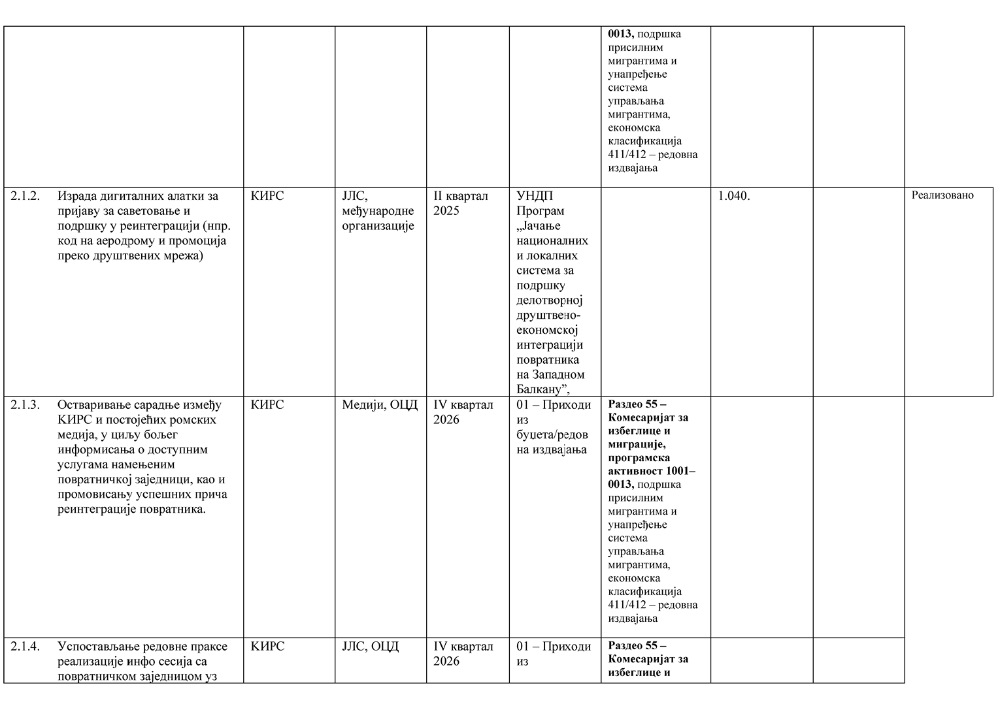 0013, подршка
присилним
мигрантима и
унапређење
система
управљања
мигрантима,
економска
класификација
411/412 – редовна
издвајања
2.1.2.
Израда дигиталних алатки за
пријаву за саветовање и
подршку у реинтеграцији (нпр.
код на аеродрому и промоција
преко друштвених мрежа)
КИРС
ЈЛС,
међународне
организације
II квартал
2025
УНДП
Програм
„Јачање
националних
и локалних
система за
подршку
делотворној
друштвено-
економској
интеграцији
повратника
на Западном
Балкану”,
1.040.
Реализовано
2.1.3.
Остваривање сарадње између
КИРС и постојећих ромских
медија, у циљу бољег
информисања о доступним
услугама намењеним
повратничкој заједници, као и
промовисању успешних прича
реинтеграције повратника.
КИРС
Медији, ОЦД
IV квартал
2026
01 – Приходи
из
буџета/редов
на издвајања
Раздео 55 –
Комесаријат за
избеглице и
миграције,
програмска
активност 1001–
0013, подршка
присилним
мигрантима и
унапређење
система
управљања
мигрантима,
економска
класификација
411/412 – редовна
издвајања
2.1.4.
Успостављање редовне праксе
реализације инфо сесија са
повратничком заједницом уз
КИРС
ЈЛС, ОЦД
IV квартал
2026
01 – Приходи
из
Раздео 55 –
Комесаријат за
избеглице и